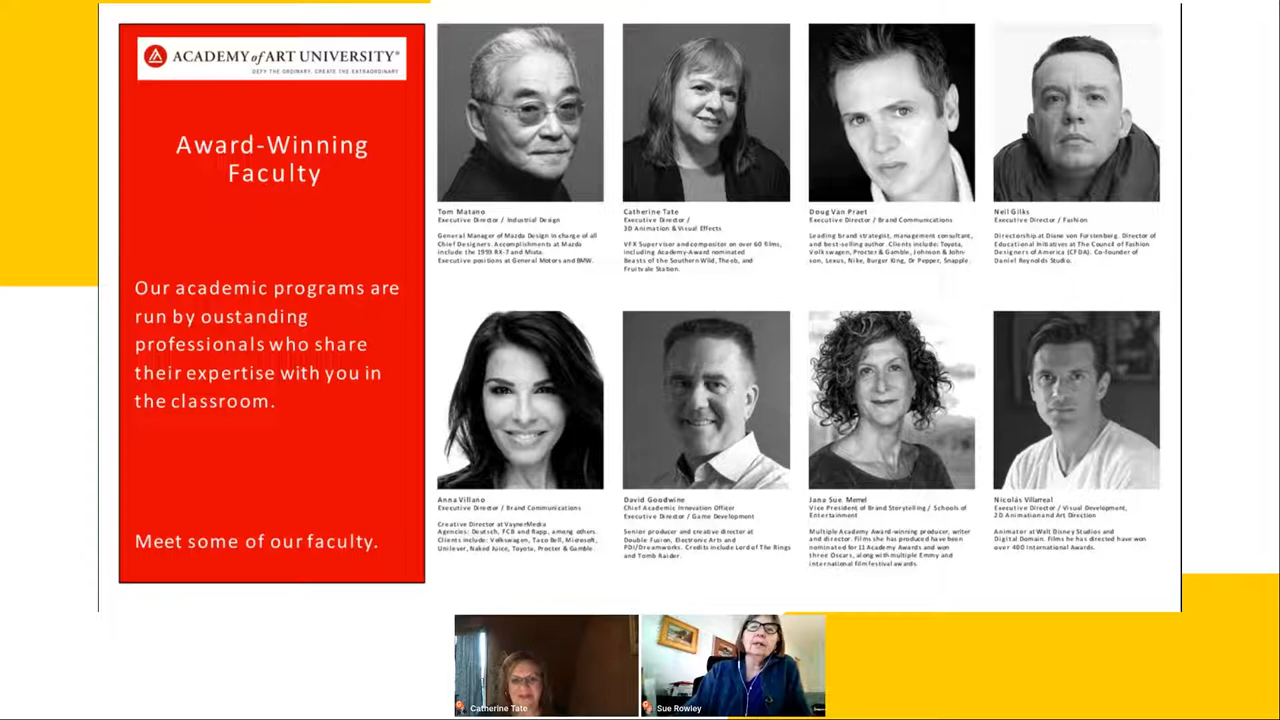 ACADEMY of ART UNIVERSITY®
DEFY THE ORDINARY, CREATE THE EXTRAORDINARY
Award-Winning
Faculty
Our academic programs are
run by oustanding
professionals who share
their expertise with you in
the classroom.
Meet some of our faculty.
Tom Matano
Executive Director / Industrial Design
General Manager of Mazda Design in charge of all
Chief Designers. Accomplishments at Mazda
include the 1993 RX-7 and Miata.
Executive positions at General Motors and BMW.
Catherine Tate
Executive Director /
3D Animation & Visual Effects
VFX Supervisor and compositor on over 60 films,
including Academy-Award nominated
Beasts of the Southern Wild, Theeb, and
Fruitvale Station.
Doug Van Praet
Executive Director / Brand Communications
Leading brand strategist, management consultant,
and best-selling author. Clients include: Toyota,
Volkswagen, Procter & Gamble, Johnson & John-
son, Lexus, Nike, Burger King, Dr Pepper, Snapple.
Neil Gilks
Executive Director / Fashion
Directorship at Diane von Furstenberg. Director of
Educational Initiatives at The Council of Fashion
Designers of America (CFDA). Co-founder of
Daniel Reynolds Studio.
Anna Villano
Executive Director / Brand Communications
Creative Director at VaynerMedia
Agencies: Deutsch, FCB and Rapp, among others.
Clients include: Volkswagen, Taco Bell, Microsoft,
Unilever, Naked Juice, Toyota, Procter & Gamble.
David Goodwine
Chief Academic Innovation Officer
Executive Director / Game Development
Senior producer and creative director at
Double Fusion, Electronic Arts and
PDI/Dreamworks. Credits include Lord of The Rings
and Tomb Raider.
Jana Sue Memel
Vice President of Brand Storytelling / Schools of
Entertainment
Multiple Academy Award-winning producer, writer
and director. Films she has produced have been
nominated for 11 Academy Awards and won
three Oscars, along with multiple Emmy and
international film festival awards.
Nicolás Villarreal
Executive Director / Visual Development,
2D Animation and Art Direction
Animator at Walt Disney Studios and
Digital Domain. Films he has directed have won
over 400 International Awards.
Catherine Tate
Sue Rowley